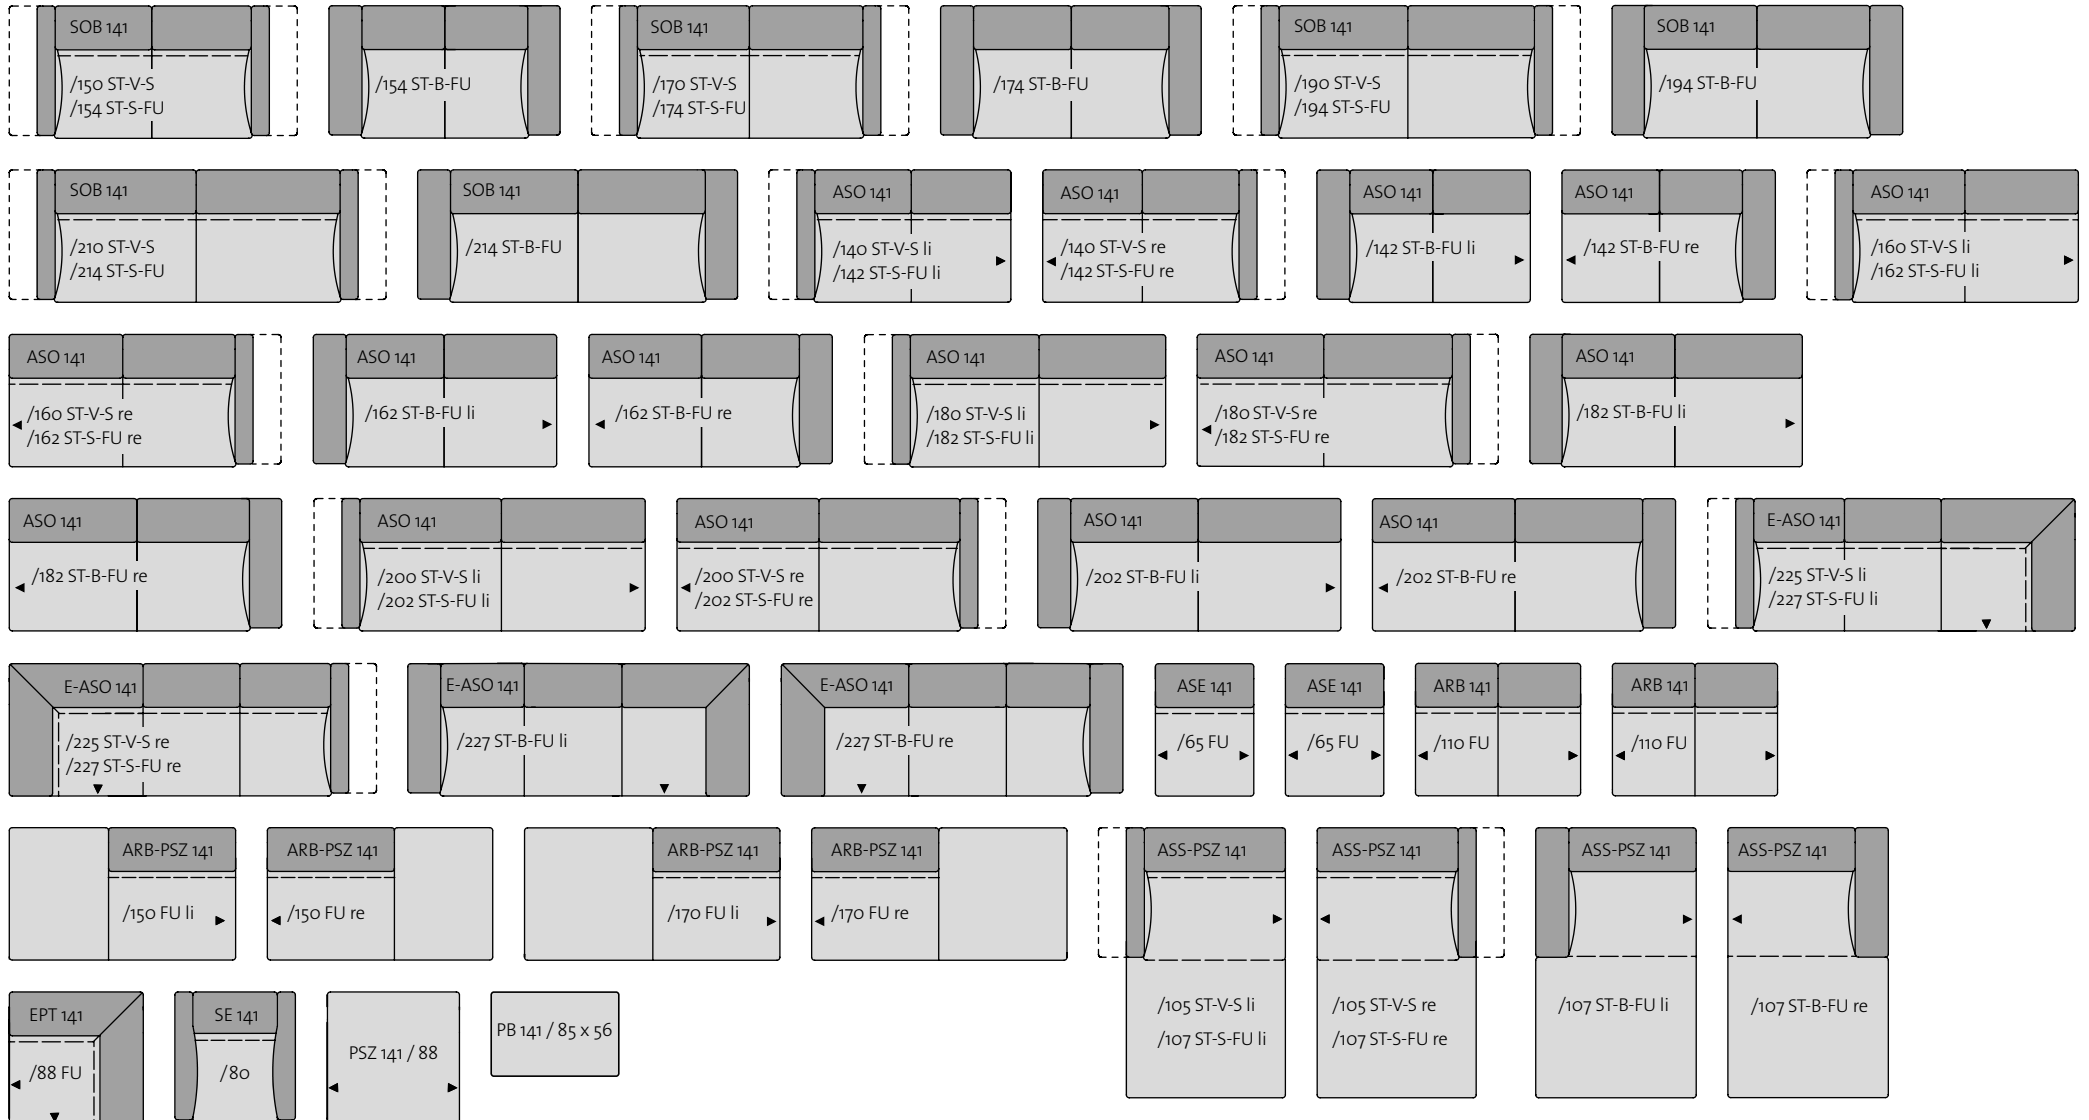 SOB 141
/150 ST-V-S
/154 ST-S-FU
/154 ST-B-FU
SOB 141
/170 ST-V-S
/174 ST-S-FU
/174 ST-B-FU
SOB 141
/190 ST-V-S
/194 ST-S-FU
SOB 141
/194 ST-B-FU
SOB 141
/210 ST-V-S
/214 ST-S-FU
SOB 141
/214 ST-B-FU
ASO 141
/140 ST-V-S li
/142 ST-S-FU li
ASO 141
/140 ST-V-S re
/142 ST-S-FU re
ASO 141
/142 ST-B-FU li
ASO 141
/142 ST-B-FU re
ASO 141
/160 ST-V-S li
/162 ST-S-FU li
ASO 141
/160 ST-V-S re
/162 ST-S-FU re
ASO 141
/162 ST-B-FU li
ASO 141
/162 ST-B-FU re
ASO 141
/180 ST-V-S li
/182 ST-S-FU li
ASO 141
/180 ST-V-S re
/182 ST-S-FU re
ASO 141
/182 ST-B-FU li
ASO 141
/182 ST-B-FU re
ASO 141
/200 ST-V-S li
/202 ST-S-FU li
ASO 141
/200 ST-V-S re
/202 ST-S-FU re
ASO 141
/202 ST-B-FU li
ASO 141
/202 ST-B-FU re
E-ASO 141
/225 ST-V-S li
/227 ST-S-FU li
E-ASO 141
/225 ST-V-S re
/227 ST-S-FU re
E-ASO 141
/227 ST-B-FU li
E-ASO 141
/227 ST-B-FU re
ASE 141
/65 FU
ASE 141
/65 FU
ARB 141
/110 FU
ARB 141
/110 FU
ARB-PSZ 141
/150 FU li
ARB-PSZ 141
/150 FU re
ARB-PSZ 141
/170 FU li
ARB-PSZ 141
/170 FU re
ASS-PSZ 141
/105 ST-V-S li
/107 ST-S-FU li
ASS-PSZ 141
/105 ST-V-S re
/107 ST-S-FU re
ASS-PSZ 141
/107 ST-B-FU li
ASS-PSZ 141
/107 ST-B-FU re
EPT 141
/88 FU
SE 141
/80
PSZ 141 / 88
PB 141 / 85 x 56